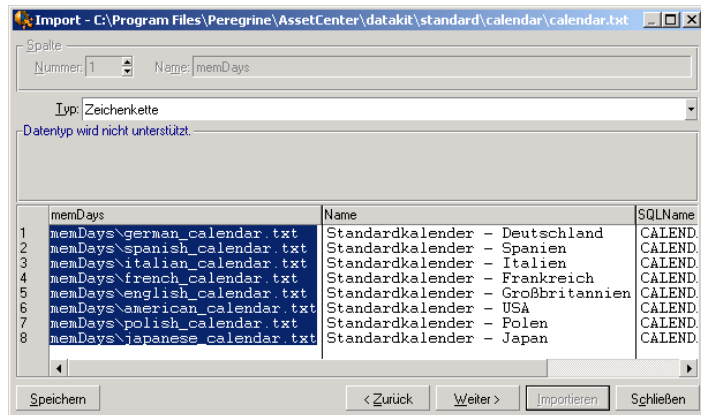 Import - C:\Program Files\Peregrine\AssetCenter\datakit\standard\calendar\calendar.txt
Spalte
Nummer: 1 Name: memDays
Typ: Zeichenkette
Datentyp wird nicht unterstützt.
memDays Name SQLName
1 memDays\german_calendar.txt Standardkalender - Deutschland CALEND
2 memDays\spanish_calendar.txt Standardkalender - Spanien CALEND
3 memDays\italian_calendar.txt Standardkalender - Italien CALEND
4 memDays\french_calendar.txt Standardkalender - Frankreich CALEND
5 memDays\english_calendar.txt Standardkalender - Großbritannien CALEND
6 memDays\american_calendar.txt Standardkalender - USA CALEND
7 memDays\polish_calendar.txt Standardkalender - Polen CALEND
8 memDays\japanese_calendar.txt Standardkalender - Japan CALEND
Speichern < Zurück Weiter > Importieren Schließen